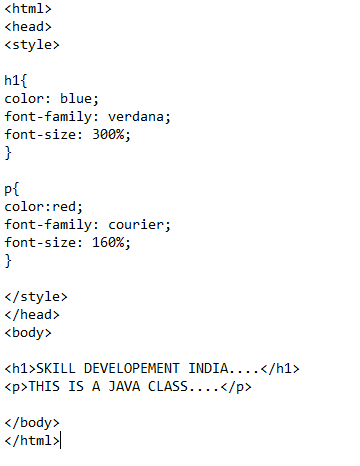 <html>
<head>
<style>
h1{
color: blue;
font-family: verdana;
font-size: 300%;
}
p{
color:red;
font-family: courier;
font-size: 160%;
}
</style>
</head>
<body>
<h1>SKILL DEVELOPEMENT INDIA....</h1>
<p>THIS IS A JAVA CLASS....</p>
</body>
</html>